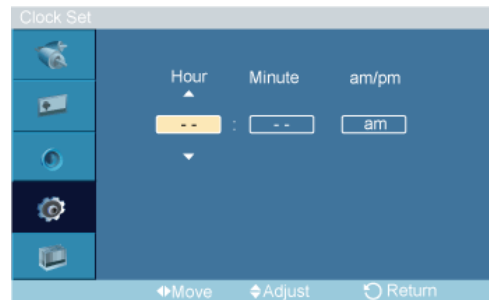 Clock Set
Hour Minute am/pm
- - : - - am
Move Adjust Return